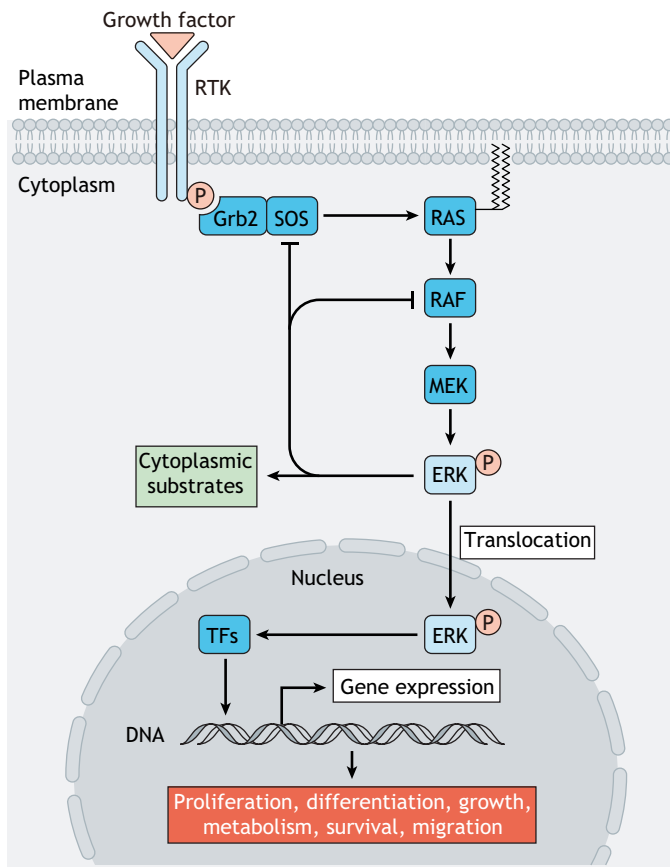 Growth factor
Plasma
membrane
RTK
Cytoplasm
P
Grb2
SOS
RAS
RAF
MEK
Cytoplasmic
substrates
ERK
P
Translocation
Nucleus
TFs
ERK
P
Gene expression
DNA
Proliferation, differentiation, growth,
metabolism, survival, migration